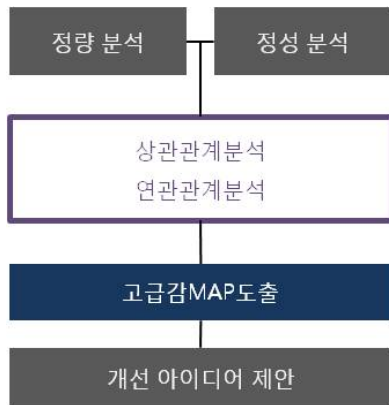 정량 분석
정성 분석
상관관계분석
연관관계분석
고급감MAP도출
개선 아이디어 제안